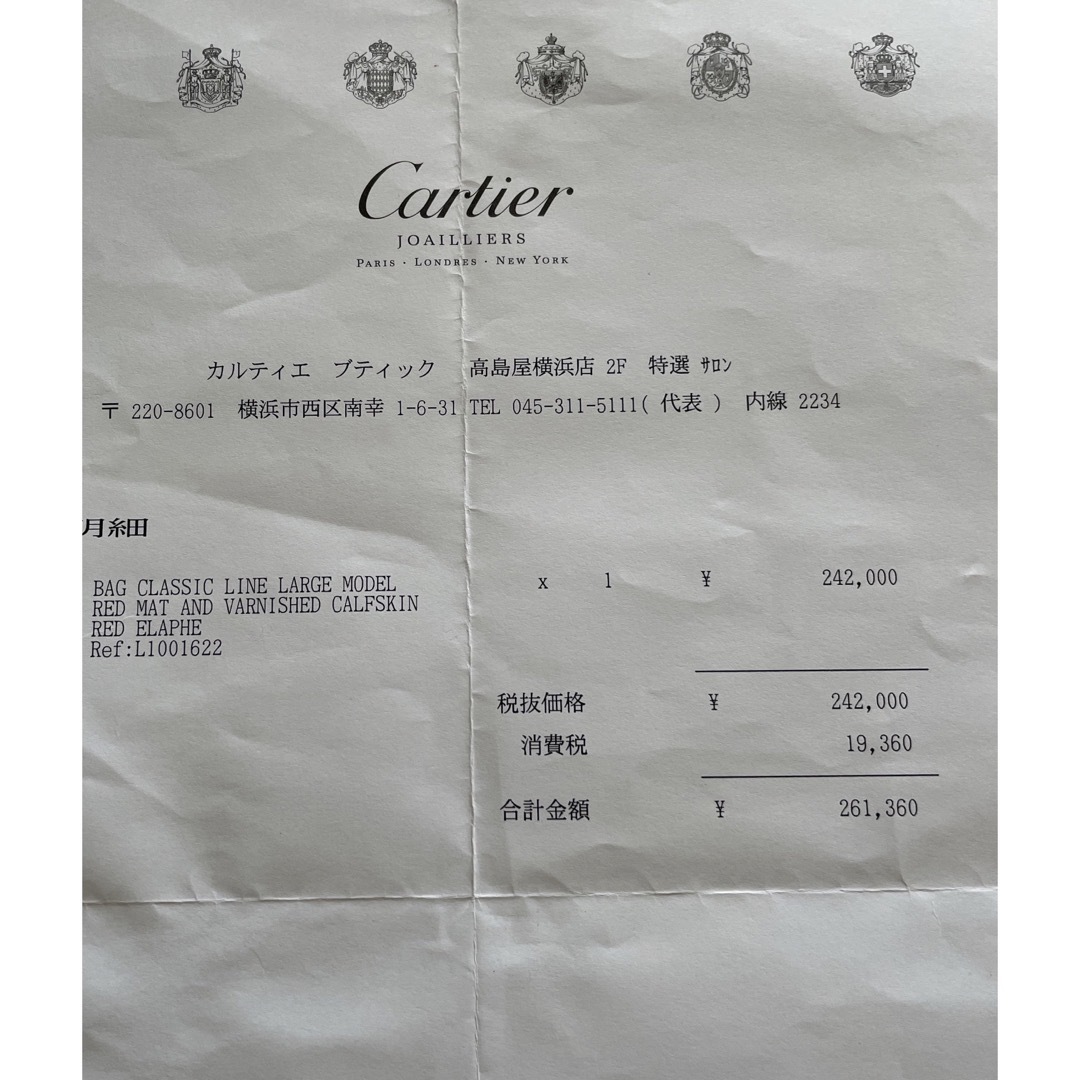 Cartier
JOAILLIERS
PARIS · LONDRES · NEW YORK
カルティエ ブティック 高島屋横浜店 2F 特選 ｻﾛﾝ
〒 220-8601 横浜市西区南幸 1-6-31 TEL 045-311-5111( 代表 ) 内線 2234
明細
BAG CLASSIC LINE LARGE MODEL x 1 ¥ 242,000
RED MAT AND VARNISHED CALFSKIN
RED ELAPHE
Ref:L1001622
税抜価格 ¥ 242,000
消費税 19,360
合計金額 ¥ 261,360